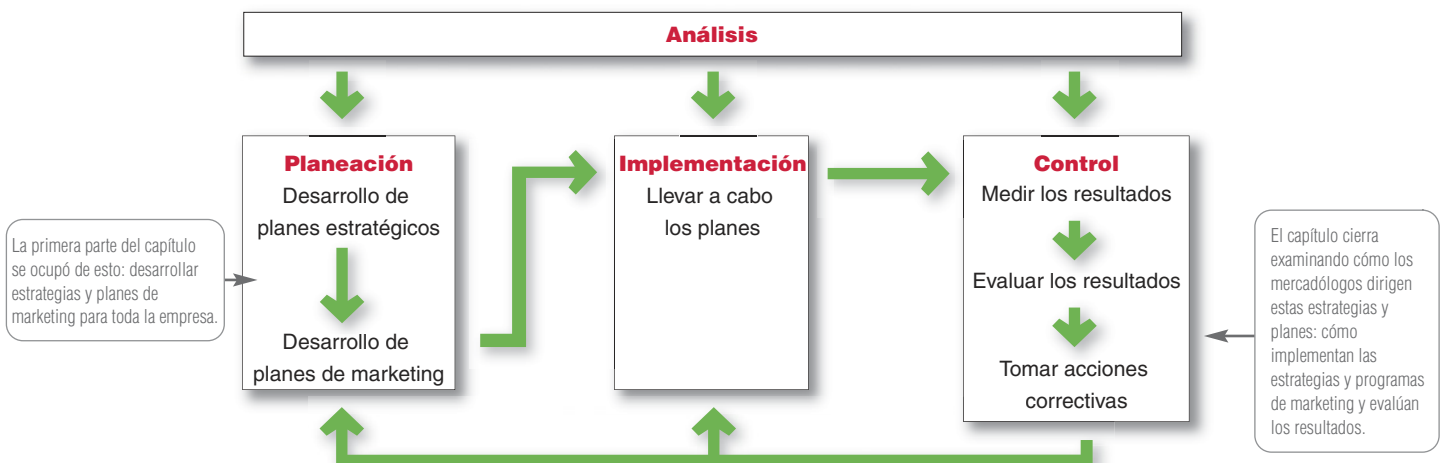 Análisis
Planeación
Desarrollo de
planes estratégicos
Desarrollo de
planes de marketing
Implementación
Llevar a cabo
los planes
Control
Medir los resultados
Evaluar los resultados
Tomar acciones
correctivas
La primera parte del capítulo
se ocupó de esto: desarrollar
estrategias y planes de
marketing para toda la empresa.
El capítulo cierra
examinando cómo los
mercadólogos dirigen
estas estrategias y
planes: cómo
implementan las
estrategias y programas
de marketing y evalúan
los resultados.